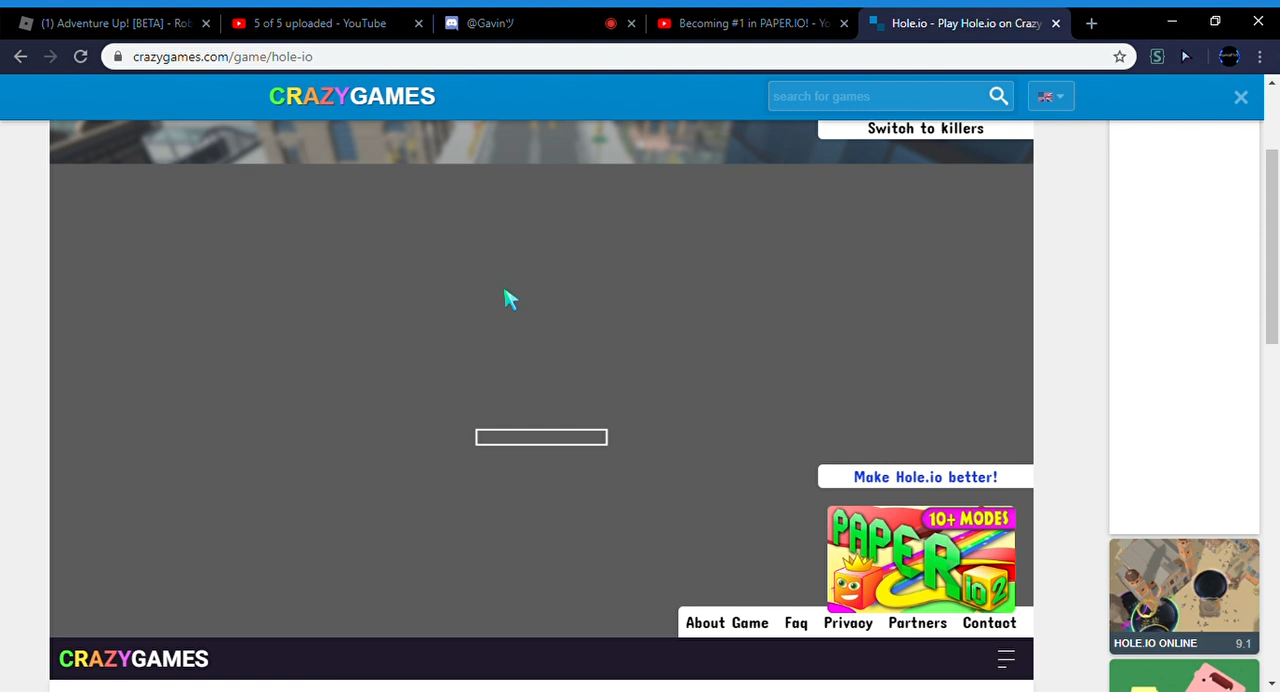 (1) Adventure Up! [BETA] - Rob
5 of 5 uploaded - YouTube
@Gavinツ
Becoming #1 in PAPER.IO! - Yo
Hole.io - Play Hole.io on Crazy
crazygames.com/game/hole-io
CRAZYGAMES
search for games
Switch to killers
Make Hole.io better!
10+ MODES
PAPER
io 2
About Game Faq Privacy Partners Contact
HOLE.IO ONLINE 9.1
CRAZYGAMES